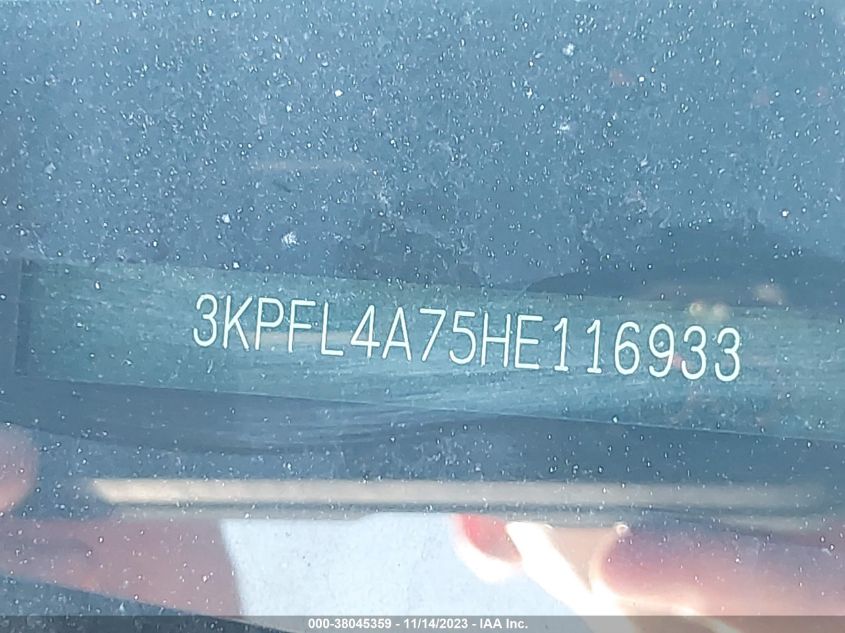 3KPFL4A75HE116933
000-38045359 - 11/14/2023 - IAA Inc.